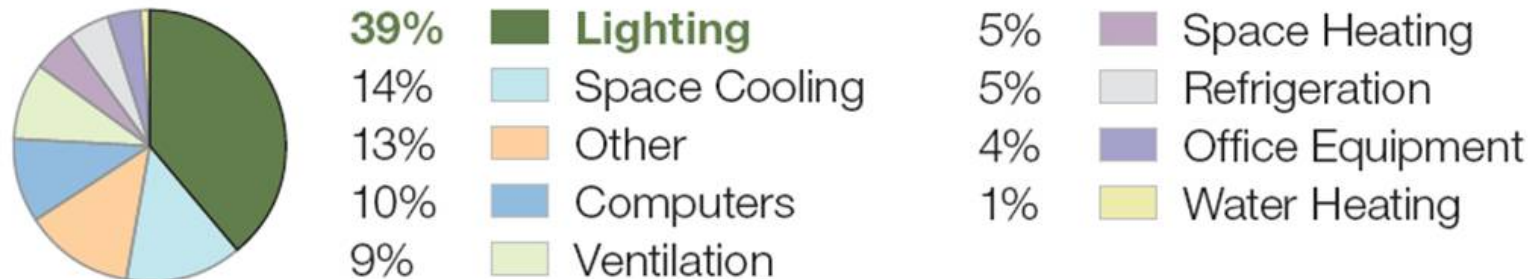 39% Lighting
14% Space Cooling
13% Other
10% Computers
9% Ventilation
5% Space Heating
5% Refrigeration
4% Office Equipment
1% Water Heating